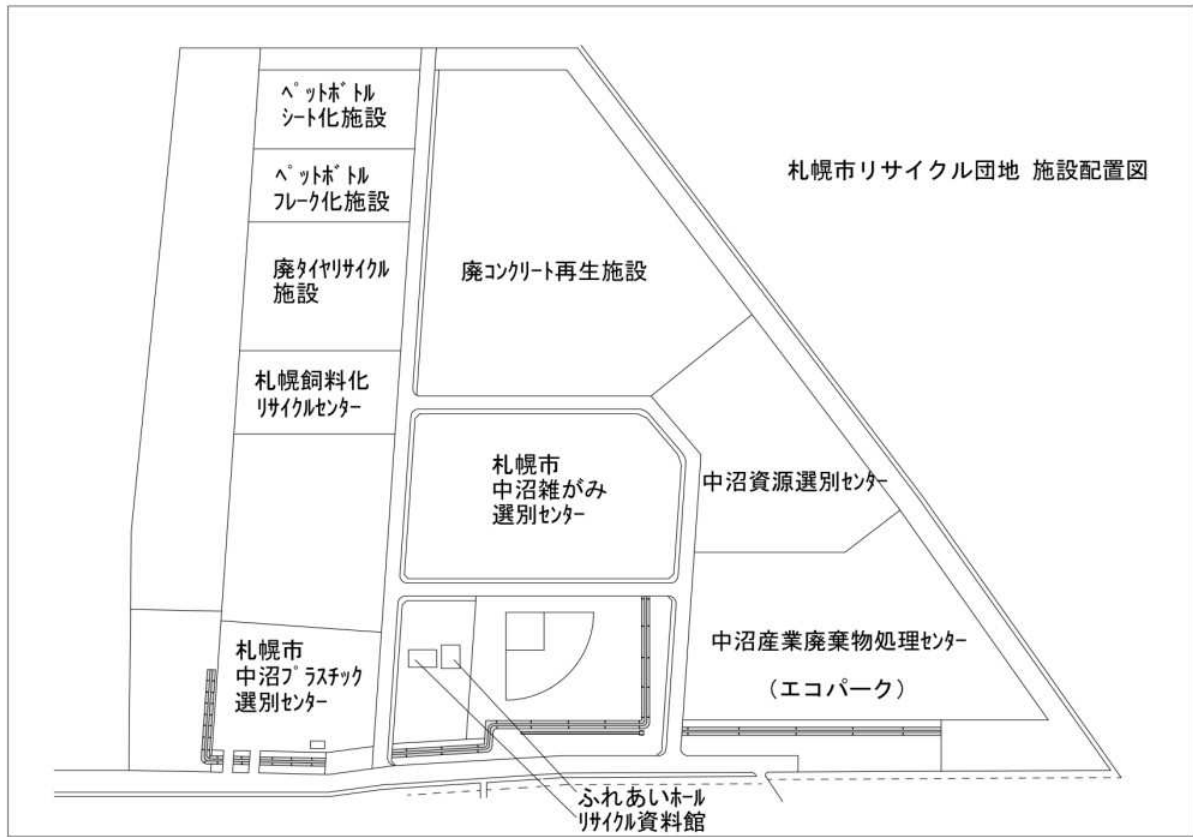 札幌市リサイクル団地 施設配置図
ペットボトル
シート化施設
ペットボトル
フレーク化施設
廃タイヤリサイクル
施設
廃コンクリート再生施設
札幌飼料化
リサイクルセンター
札幌市
中沼雑がみ
選別センター
中沼資源選別センター
札幌市
中沼プラスチック
選別センター
中沼産業廃棄物処理センター
（エコパーク）
ふれあいホール
リサイクル資料館